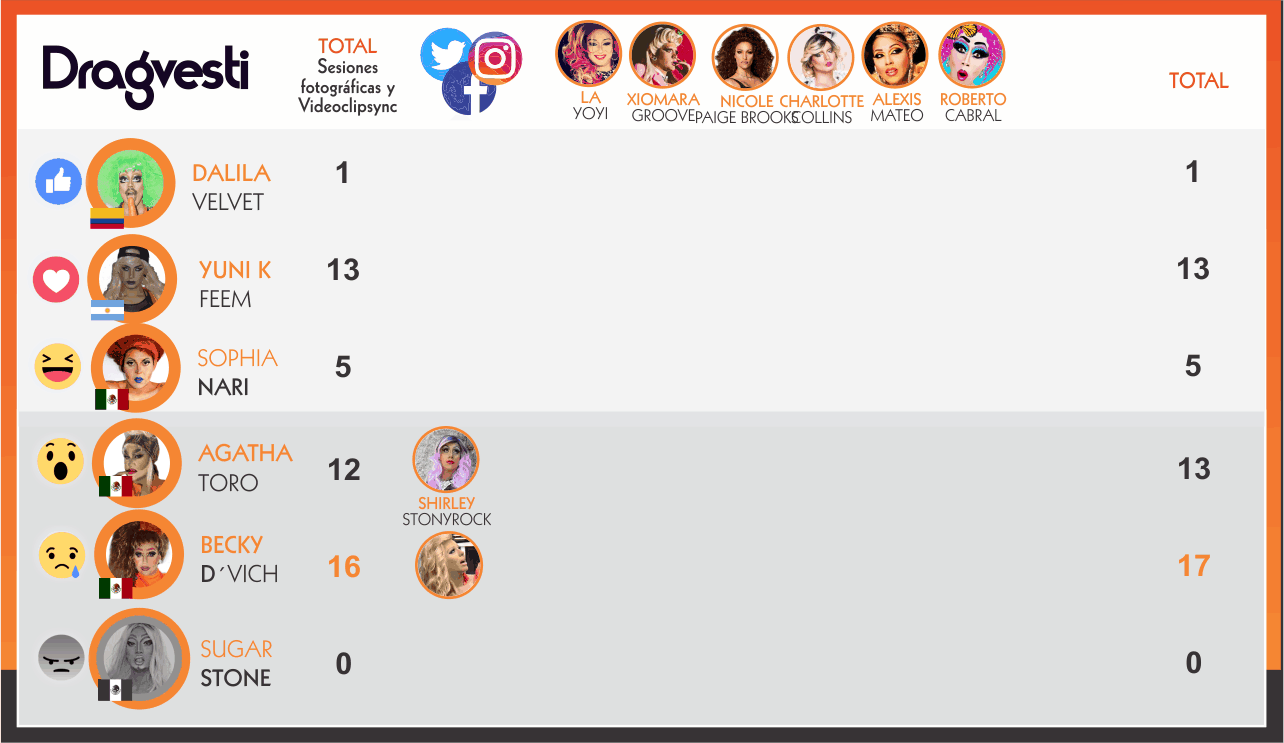 Dragvesti
TOTAL
Sesiones
fotográficas y
Videoclipsync
LA
YOYI
XIOMARA
GROOVE
NICOLE
PAIGE BROOKS
CHARLOTTE
COLLINS
ALEXIS
MATEO
ROBERTO
CABRAL
TOTAL
DALILA
VELVET
1
1
YUNI K
FEEM
13
13
SOPHIA
NARI
5
5
AGATHA
TORO
12
SHIRLEY
STONYROCK
13
BECKY
D´VICH
16
17
SUGAR
STONE
0
0